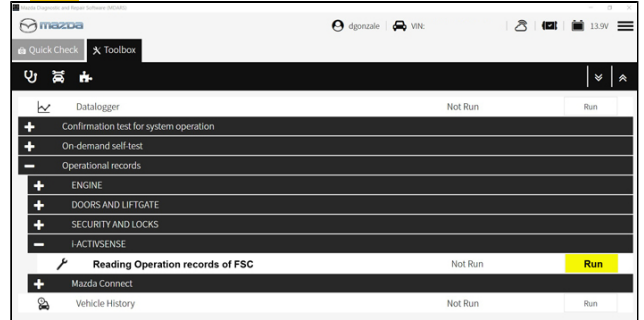 Mazda Diagnostic and Repair Software (MDARS)
mazda dgonzale VIN: 13.9V
Quick Check Toolbox
Datalogger Not Run Run
Confirmation test for system operation
On-demand self-test
Operational records
ENGINE
DOORS AND LIFTGATE
SECURITY AND LOCKS
i-ACTIVSENSE
Reading Operation records of FSC Not Run Run
Mazda Connect
Vehicle History Not Run Run